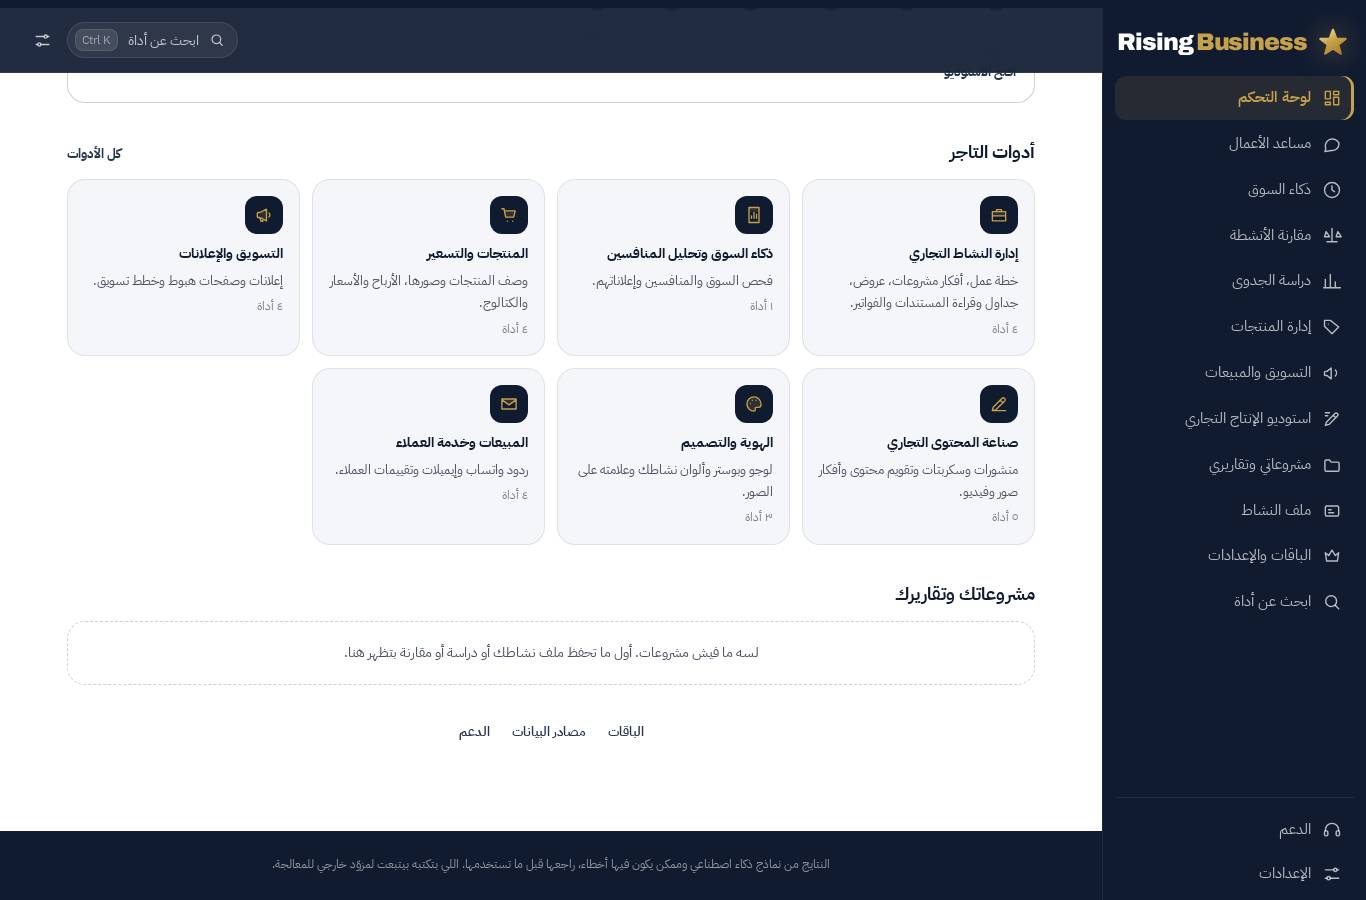 Rising Business
لوحة التحكم
مساعد الأعمال
ذكاء السوق
مقارنة الأنشطة
دراسة الجدوى
إدارة المنتجات
التسويق والمبيعات
استوديو الإنتاج التجاري
مشروعاتي وتقاريري
ملف النشاط
الباقات والإعدادات
ابحث عن أداة
الدعم
الإعدادات
ابحث عن أداة Ctrl K
أدوات التاجر
كل الأدوات
إدارة النشاط التجاري
خطة عمل، أفكار مشروعات، عروض،
جداول وقراءة المستندات والفواتير.
٤ أداة
ذكاء السوق وتحليل المنافسين
فحص السوق والمنافسين وإعلاناتهم.
١ أداة
المنتجات والتسعير
وصف المنتجات وصورها، الأرباح والأسعار
والكتالوج.
٤ أداة
التسويق والإعلانات
إعلانات وصفحات هبوط وخطط تسويق.
٤ أداة
صناعة المحتوى التجاري
منشورات وسكربتات وتقويم محتوى وأفكار
صور وفيديو.
٥ أداة
الهوية والتصميم
لوجو وبوستر وألوان نشاطك وعلامته على
الصور.
٣ أداة
المبيعات وخدمة العملاء
ردود واتساب وإيميلات وتقييمات العملاء.
٤ أداة
مشروعاتك وتقاريرك
لسه ما فيش مشروعات. أول ما تحفظ ملف نشاطك أو دراسة أو مقارنة بتظهر هنا.
الباقات
مصادر البيانات
الدعم
النتايج من نماذج ذكاء اصطناعي وممكن يكون فيها أخطاء، راجعها قبل ما تستخدمها. اللي بتكتبه بيتبعت لمزوّد خارجي للمعالجة.